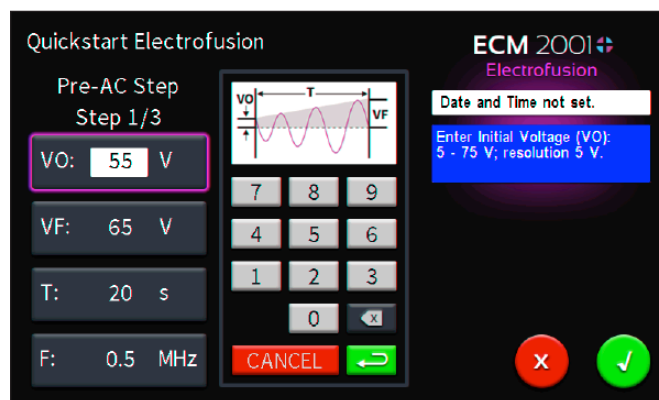 Quickstart Electrofusion
Pre-AC Step
Step 1/3
VO: 55 V
VF: 65 V
T: 20 s
F: 0.5 MHz
VO T VF
7 8 9
4 5 6
1 2 3
0 x
CANCEL
ECM 2001
Electrofusion
Date and Time not set.
Enter Initial Voltage (VO):
5 - 75 V; resolution 5 V.
X